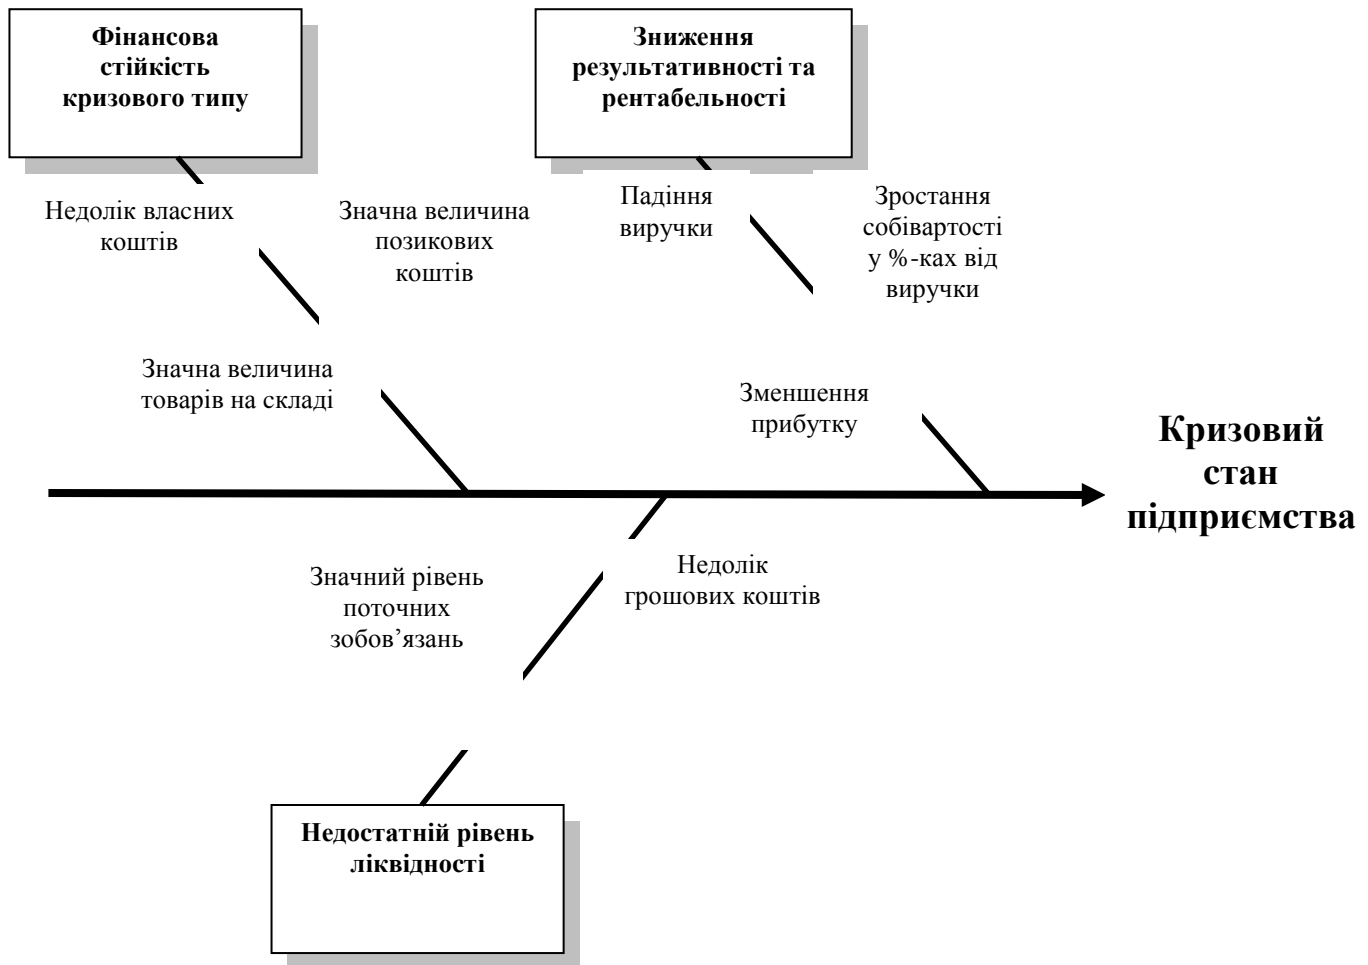 Фінансова
стійкість
кризового типу
Зниження
результативності та
рентабельності
Недолік власних
коштів
Значна величина
позикових
коштів
Падіння
виручки
Зростання
собівартості
у %-ках від
виручки
Значна величина
товарів на складі
Зменшення
прибутку
Кризовий
стан
підприємства
Значний рівень
поточних
зобов’язань
Недолік
грошових коштів
Недостатній рівень
ліквідності